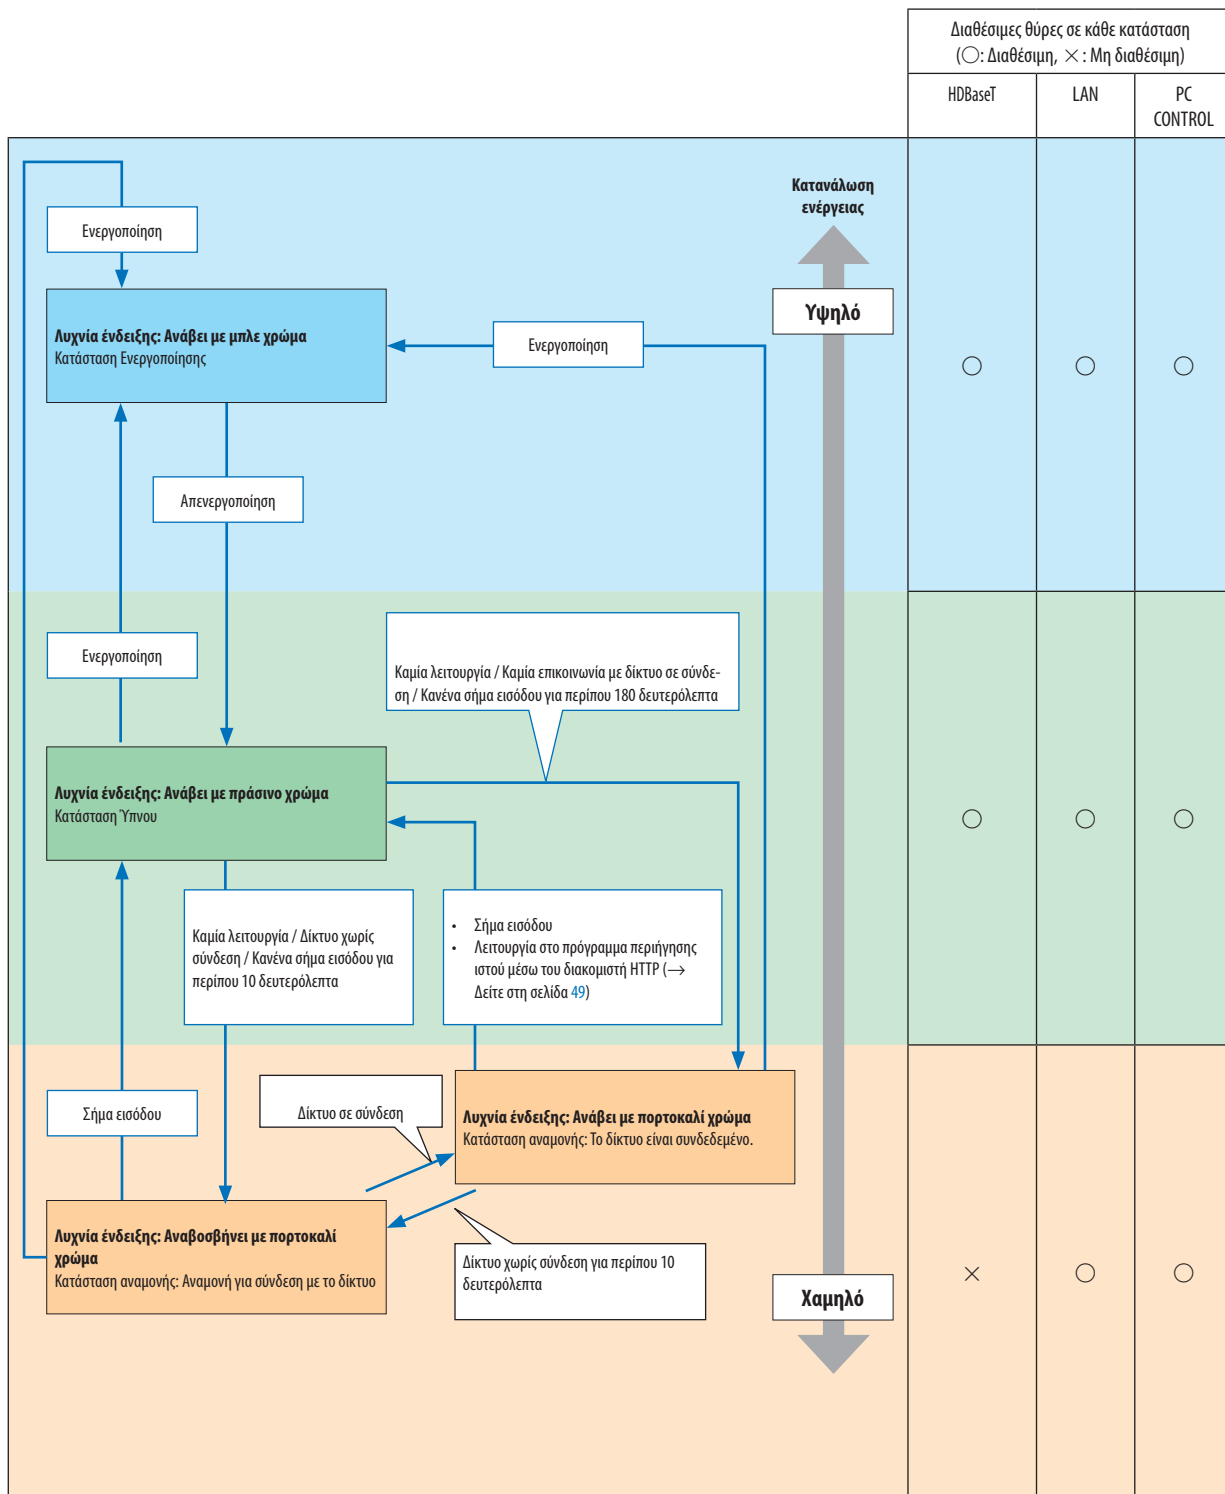 Διαθέσιμες θύρες σε κάθε κατάσταση
(○: Διαθέσιμη, ×: Μη διαθέσιμη)
HDBaseT
LAN
PC
CONTROL
Κατανάλωση
ενέργειας
Ενεργοποίηση
Υψηλό
Λυχνία ένδειξης: Ανάβει με μπλε χρώμα
Κατάσταση Ενεργοποίησης
Ενεργοποίηση
○
○
○
Απενεργοποίηση
Ενεργοποίηση
Καμία λειτουργία / Καμία επικοινωνία με δίκτυο σε σύνδε-
ση / Κανένα σήμα εισόδου για περίπου 180 δευτερόλεπτα
Λυχνία ένδειξης: Ανάβει με πράσινο χρώμα
Κατάσταση Ύπνου
○
○
○
Καμία λειτουργία / Δίκτυο χωρίς
σύνδεση / Κανένα σήμα εισόδου για
περίπου 10 δευτερόλεπτα
• Σήμα εισόδου
• Λειτουργία στο πρόγραμμα περιήγησης
ιστού μέσω του διακομιστή HTTP (→
Δείτε στη σελίδα 49)
Σήμα εισόδου
Δίκτυο σε σύνδεση
Λυχνία ένδειξης: Ανάβει με πορτοκαλί χρώμα
Κατάσταση αναμονής: Το δίκτυο είναι συνδεδεμένο.
Λυχνία ένδειξης: Αναβοσβήνει με πορτοκαλί
χρώμα
Κατάσταση αναμονής: Αναμονή για σύνδεση με το δίκτυο
Δίκτυο χωρίς σύνδεση για περίπου 10
δευτερόλεπτα
Χαμηλό
×
○
○